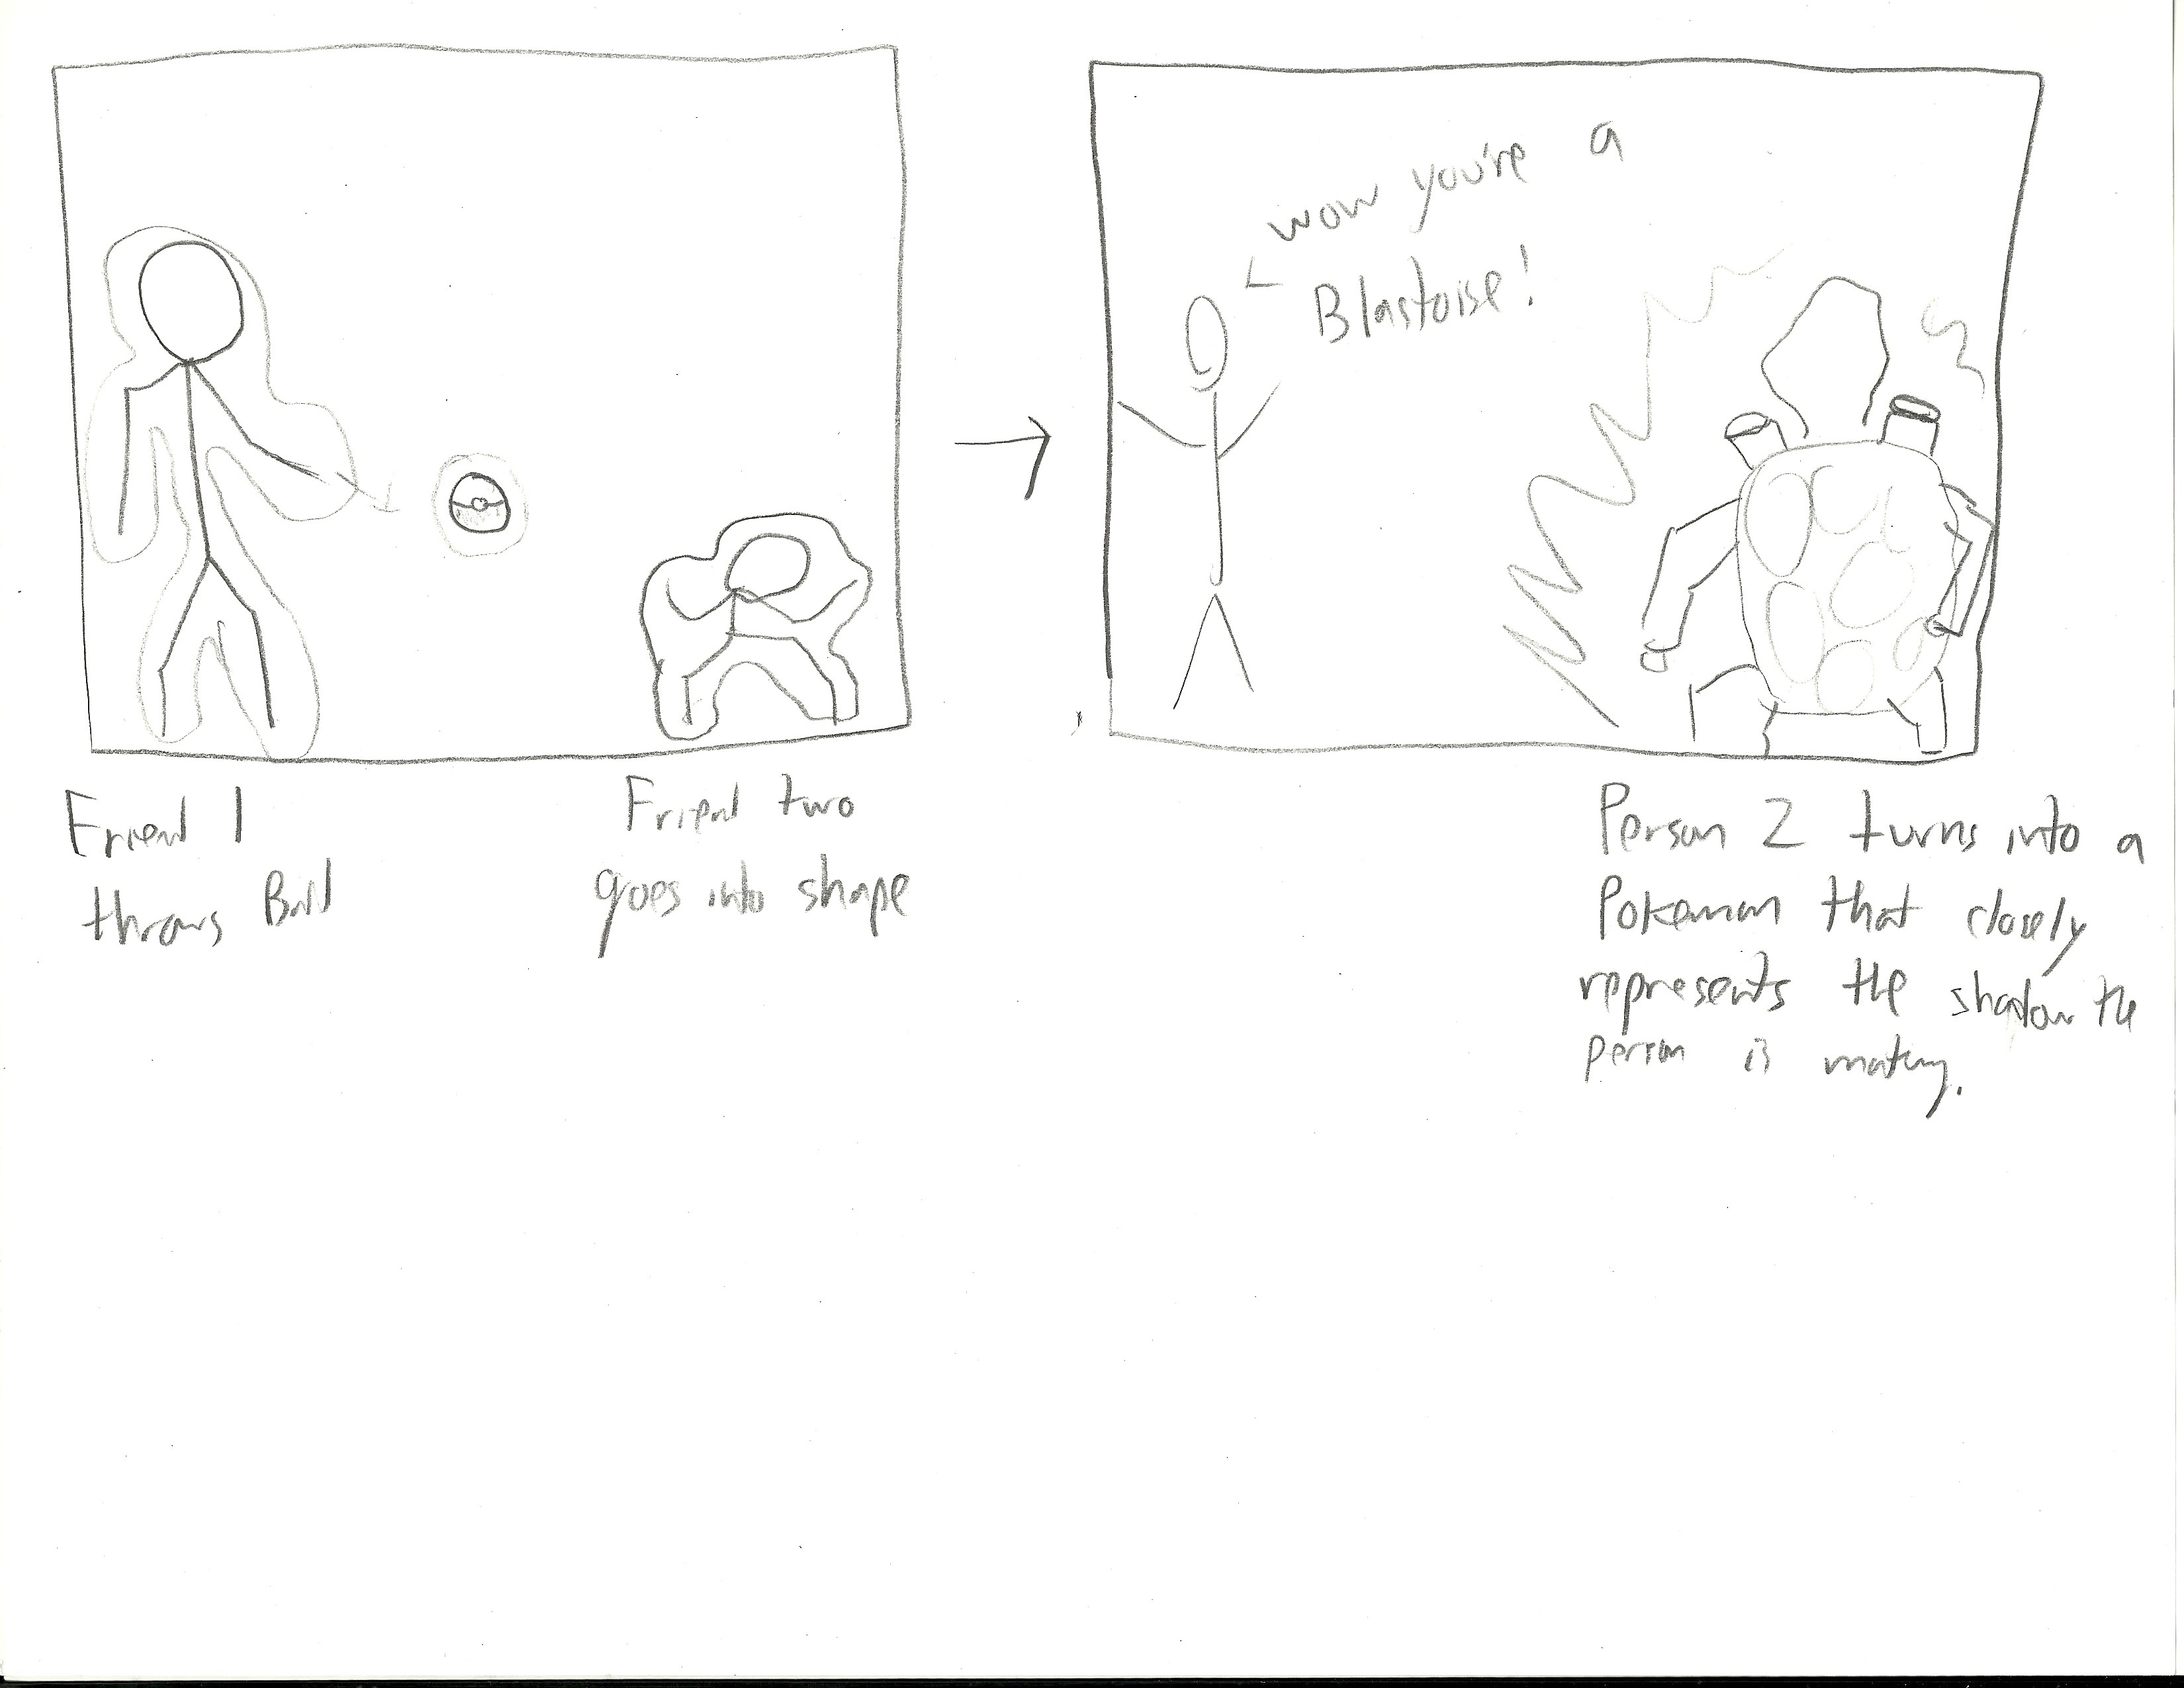 wow you're a
Blastoise!
Friend 1
throws Ball
Friend two
goes into shape
Person 2 turns into a
Pokemon that closely
represents the shadow the
person is making.